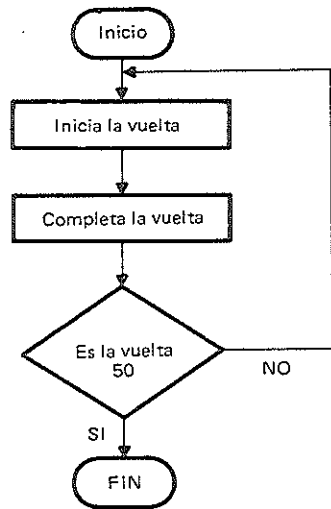 Inicio
Inicia la vuelta
Completa la vuelta
Es la vuelta
50
NO
SI
FIN